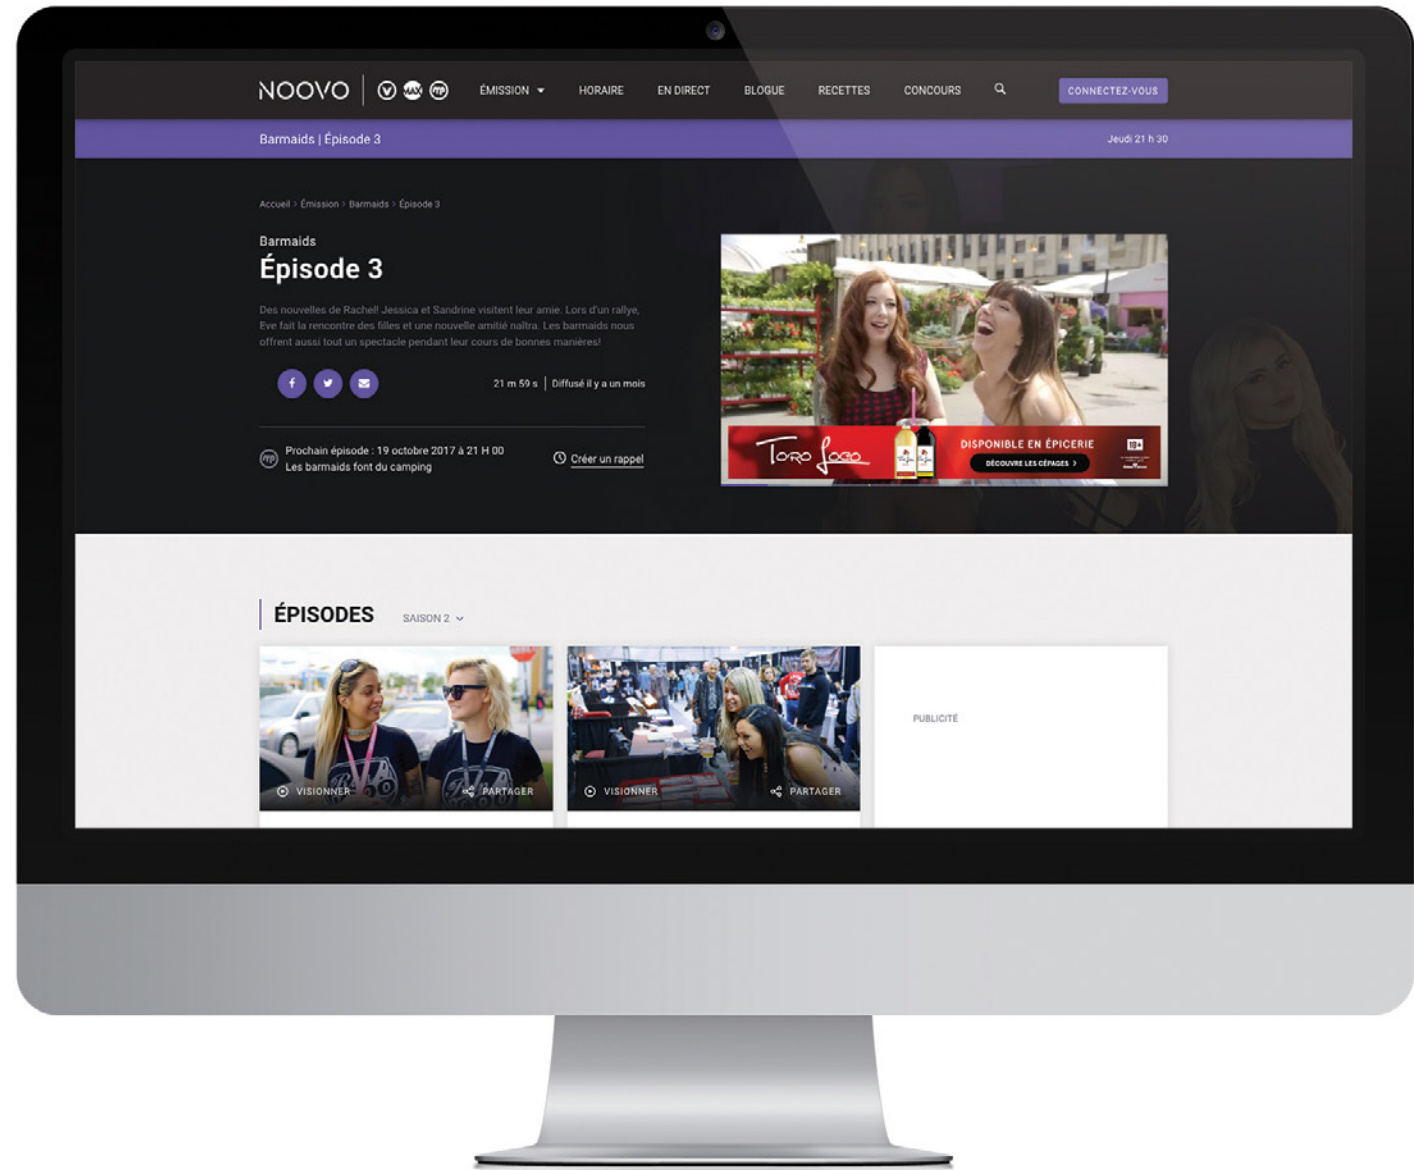 NOOVO V MAX MP ÉMISSION HORAIRE EN DIRECT BLOGUE RECETTES CONCOURS CONNECTEZ-VOUS
Barmaids | Épisode 3 Jeudi 21 h 30
Accueil > Émission > Barmaids > Épisode 3
Barmaids
Épisode 3
Des nouvelles de Rachel! Jessica et Sandrine visitent leur amie. Lors d'un rallye,
Eve fait la rencontre des filles et une nouvelle amitié naîtra. Les barmaids nous
offrent aussi tout un spectacle pendant leur cours de bonnes manières!
21 m 59 s | Diffusé il y a un mois
Prochain épisode : 19 octobre 2017 à 21 H 00
Les barmaids font du camping
Créer un rappel
TORO Loco
DISPONIBLE EN ÉPICERIE
DÉCOUVRE LES CÉPAGES >
18+
ÉPISODES SAISON 2
VISIONNER PARTAGER
VISIONNER PARTAGER
PUBLICITÉ